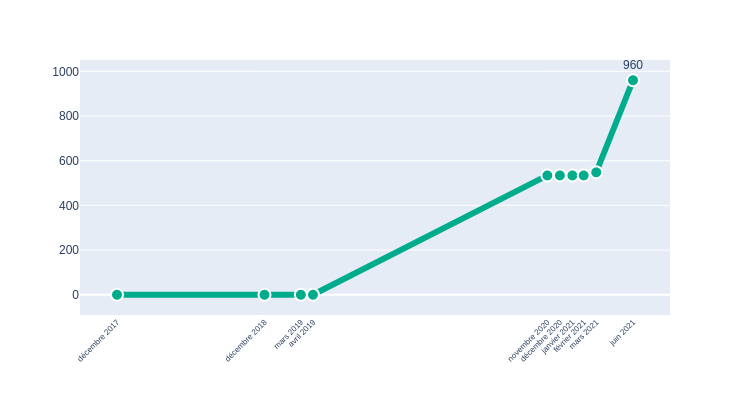 960
1000
800
600
400
200
0
décembre 2017
décembre 2018
mars 2019
avril 2019
novembre 2020
décembre 2020
janvier 2021
février 2021
mars 2021
juin 2021